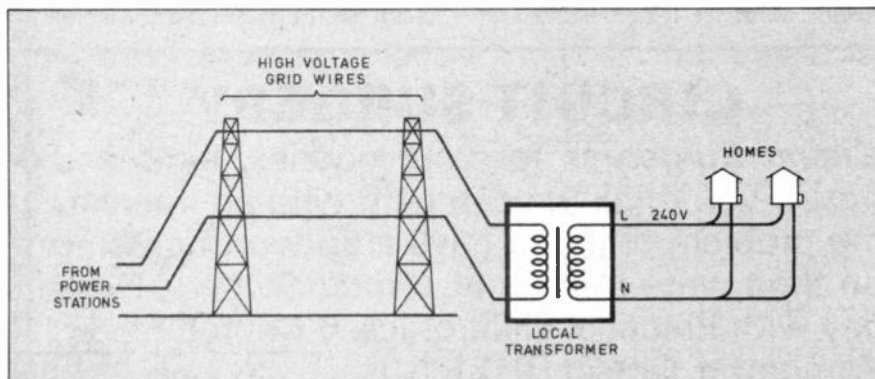 HIGH VOLTAGE
GRID WIRES
HOMES
L 240V
FROM
POWER
STATIONS
N
LOCAL
TRANSFORMER